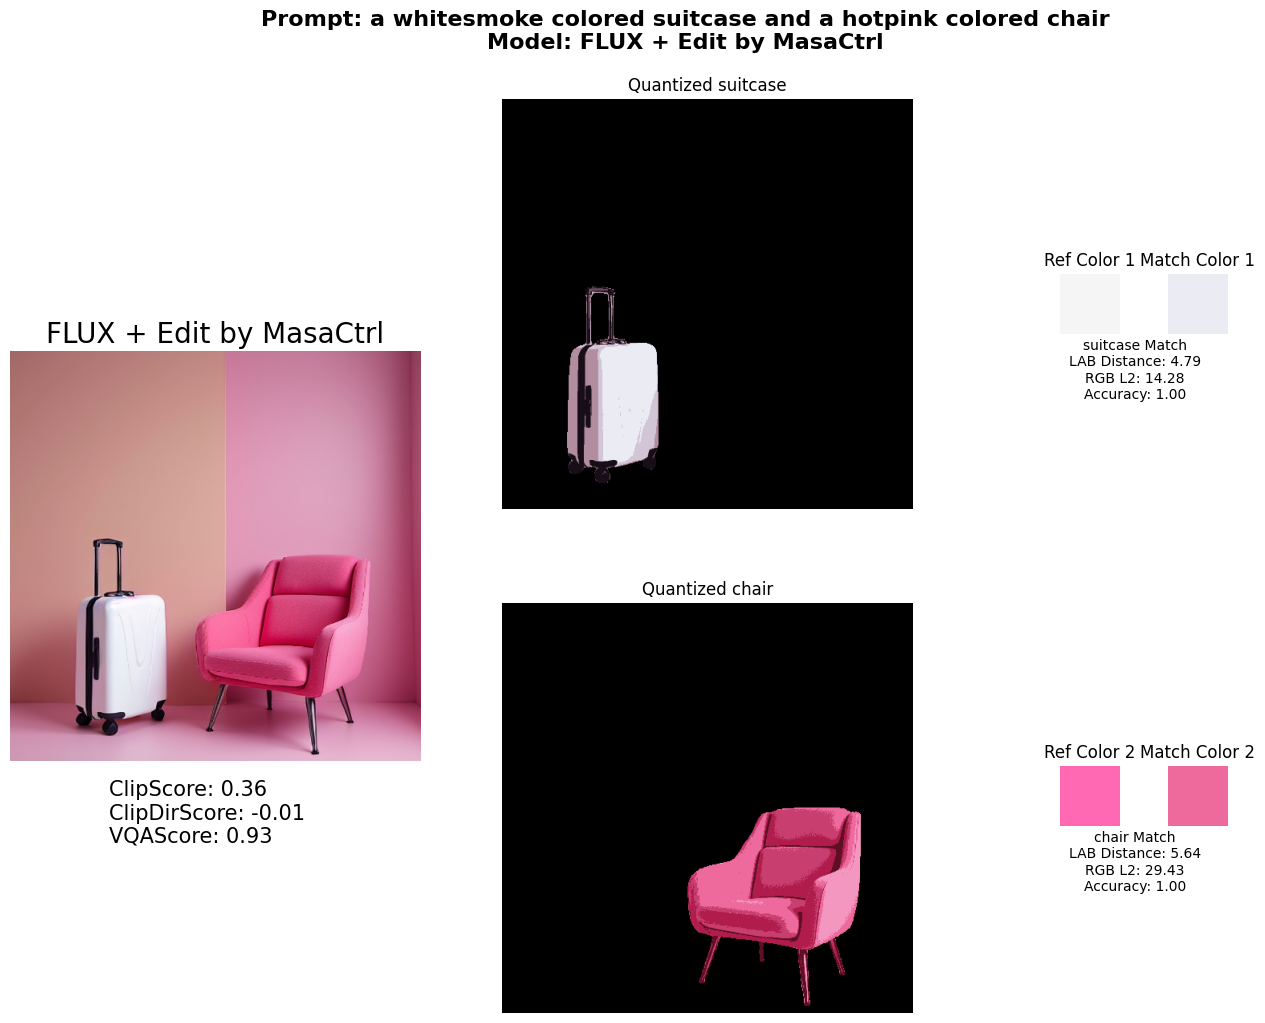 Prompt: a whitesmoke colored suitcase and a hotpink colored chair
Model: FLUX + Edit by MasaCtrl
Quantized suitcase
Ref Color 1 Match Color 1
suitcase Match
LAB Distance: 4.79
RGB L2: 14.28
Accuracy: 1.00
FLUX + Edit by MasaCtrl
ClipScore: 0.36
ClipDirScore: -0.01
VQAScore: 0.93
Quantized chair
Ref Color 2 Match Color 2
chair Match
LAB Distance: 5.64
RGB L2: 29.43
Accuracy: 1.00